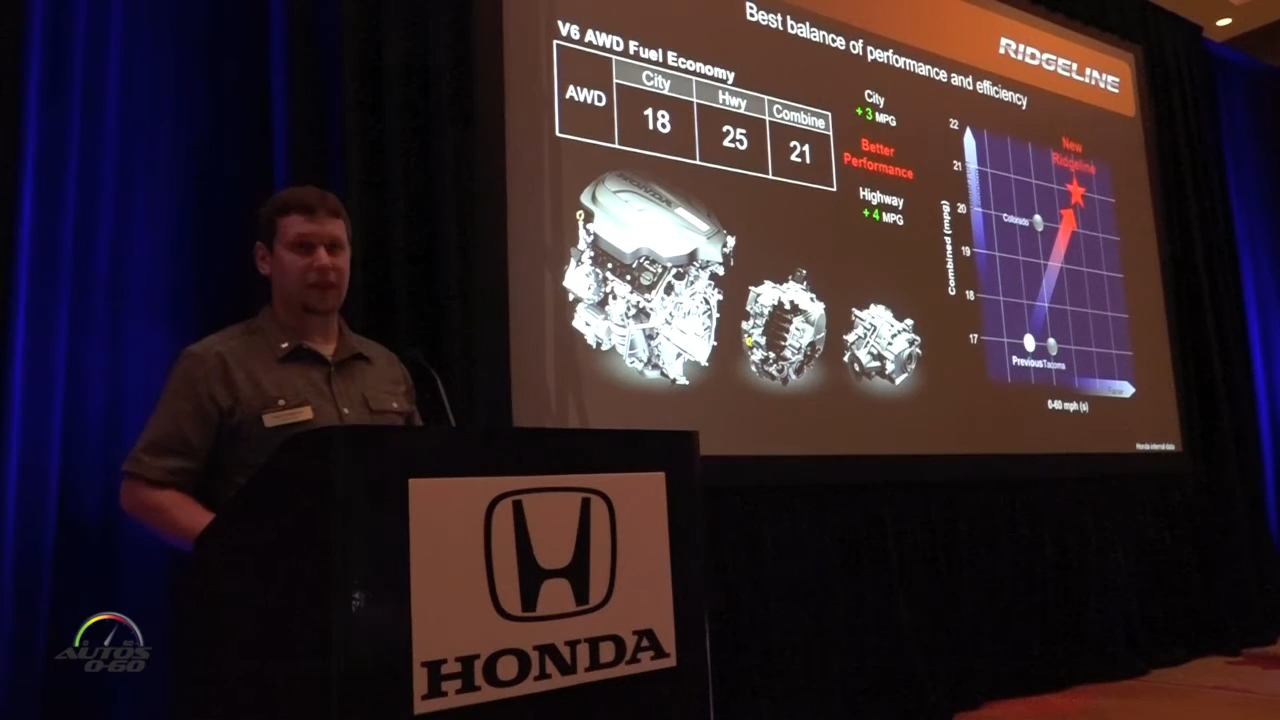 Best balance of performance and efficiency
RIDGELINE
V6 AWD Fuel Economy
City
Hwy
Combine
AWD
18
25
21
City
+ 3 MPG
Better
Performance
Highway
+ 4 MPG
HONDA
22
21
20
19
18
17
Combined (mpg)
New
Ridgeline
Colorado
Previous
Tacoma
0-60 mph (s)
Honda internal data
HONDA
AUTOS
0-60